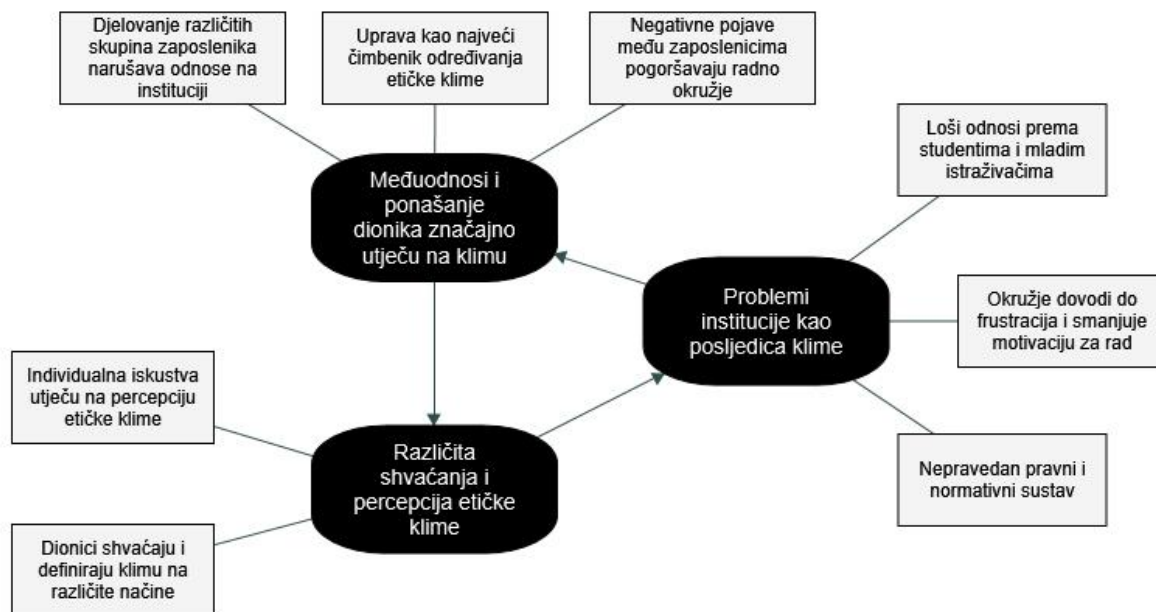 Djelovanje različitih
skupina zaposlenika
narušava odnose na
instituciji
Uprava kao najveći
čimbenik određivanja
etičke klime
Negativne pojave
među zaposlenicima
pogoršavaju radno
okružje
Loši odnosi prema
studentima i mladim
istraživačima
Međuodnosi i
ponašanje
dionika značajno
utječu na klimu
Problemi
institucije kao
posljedica klime
Okružje dovodi do
frustracija i smanjuje
motivaciju za rad
Individualna iskustva
utječu na percepciju
etičke klime
Različita
shvaćanja i
percepcija etičke
klime
Nepravedan pravni i
normativni sustav
Dionici shvaćaju i
definiraju klimu na
različite načine